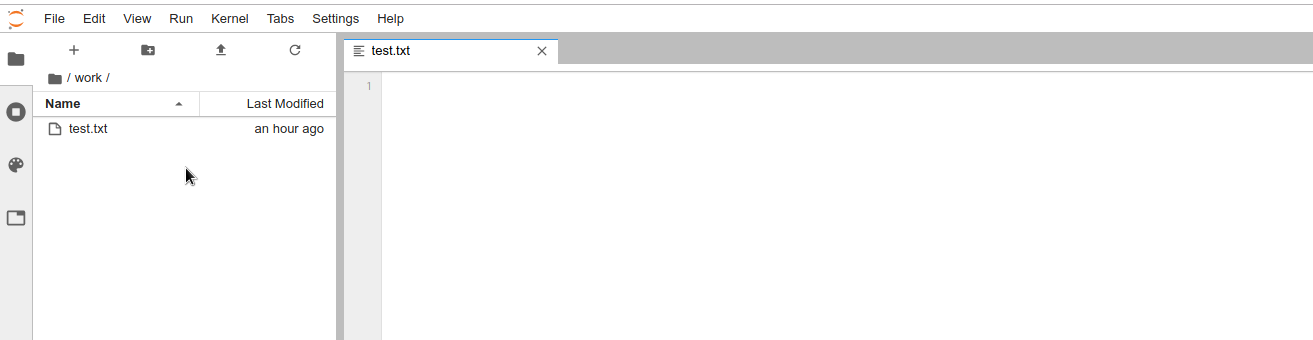 File Edit View Run Kernel Tabs Settings Help
/ work /
Name Last Modified
test.txt an hour ago
test.txt
1